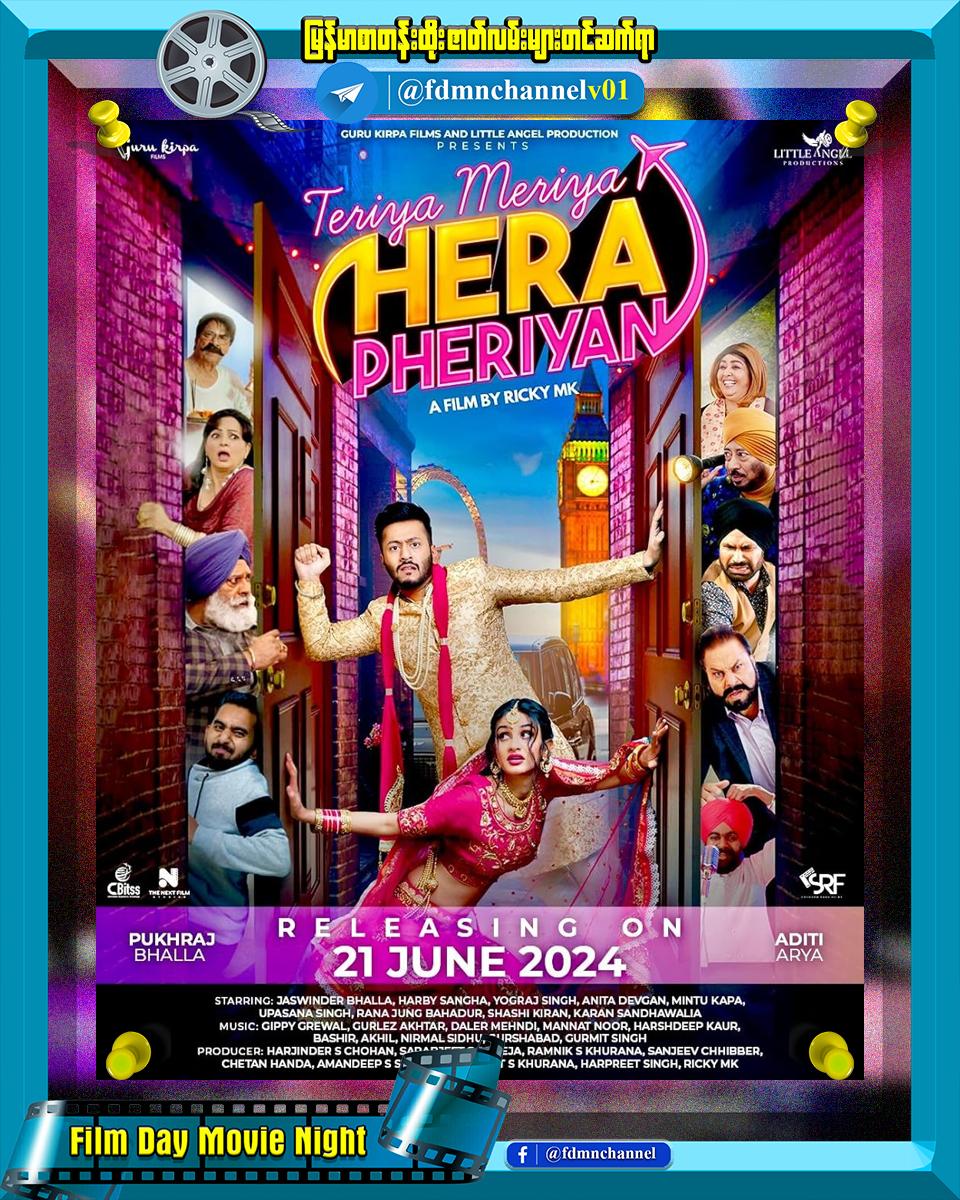 မြန်မာစာတန်းထိုးဇာတ်လမ်းများတင်ဆက်ရာ
@fdmnchannelv01
Guru Kirpa
FILMS
LITTLE ANGEL
PRODUCTIONS
GURU KIRPA FILMS AND LITTLE ANGEL PRODUCTION
PRESENTS
Teriya Meriya
HERA
PHERIYAN
A FILM BY RICKY MK
CBitss
N
THE NEXT FILM
SRF
RELEASING ON
21 JUNE 2024
PUKHRAJ
BHALLA
ADITI
ARYA
STARRING: JASWINDER BHALLA, HARBY SANGHA, YOGRAJ SINGH, ANITA DEVGAN, MINTU KAPA,
UPASANA SINGH, RANA JUNG BAHADUR, SHASHI KIRAN, KARAN SANDHAWALIA
MUSIC: GIPPY GREWAL, GURLEZ AKHTAR, DALER MEHNDI, MANNAT NOOR, HARSHDEEP KAUR,
BASHIR, AKHIL, NIRMAL SIDHU, GURSHABAD, GURMIT SINGH
PRODUCER: HARJINDER S CHOHAN, RAMNIK S KHURANA, SANJEEV CHHIBBER,
CHETAN HANDA, AMANDEEP S S KHURANA, HARPREET SINGH, RICKY MK
Film Day Movie Night
f @fdmnchannel